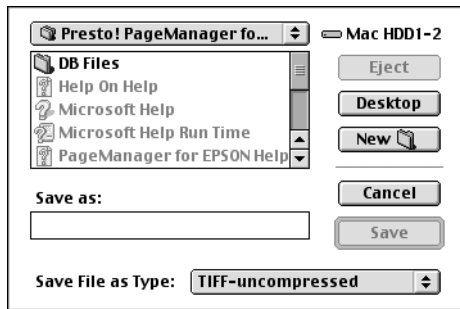 Presto! PageManager fo...
Mac HDD1-2
DB Files
Help On Help
Microsoft Help
Microsoft Help Run Time
PageManager for EPSON Help
Eject
Desktop
New
Save as:
Cancel
Save
Save File as Type: TIFF-uncompressed